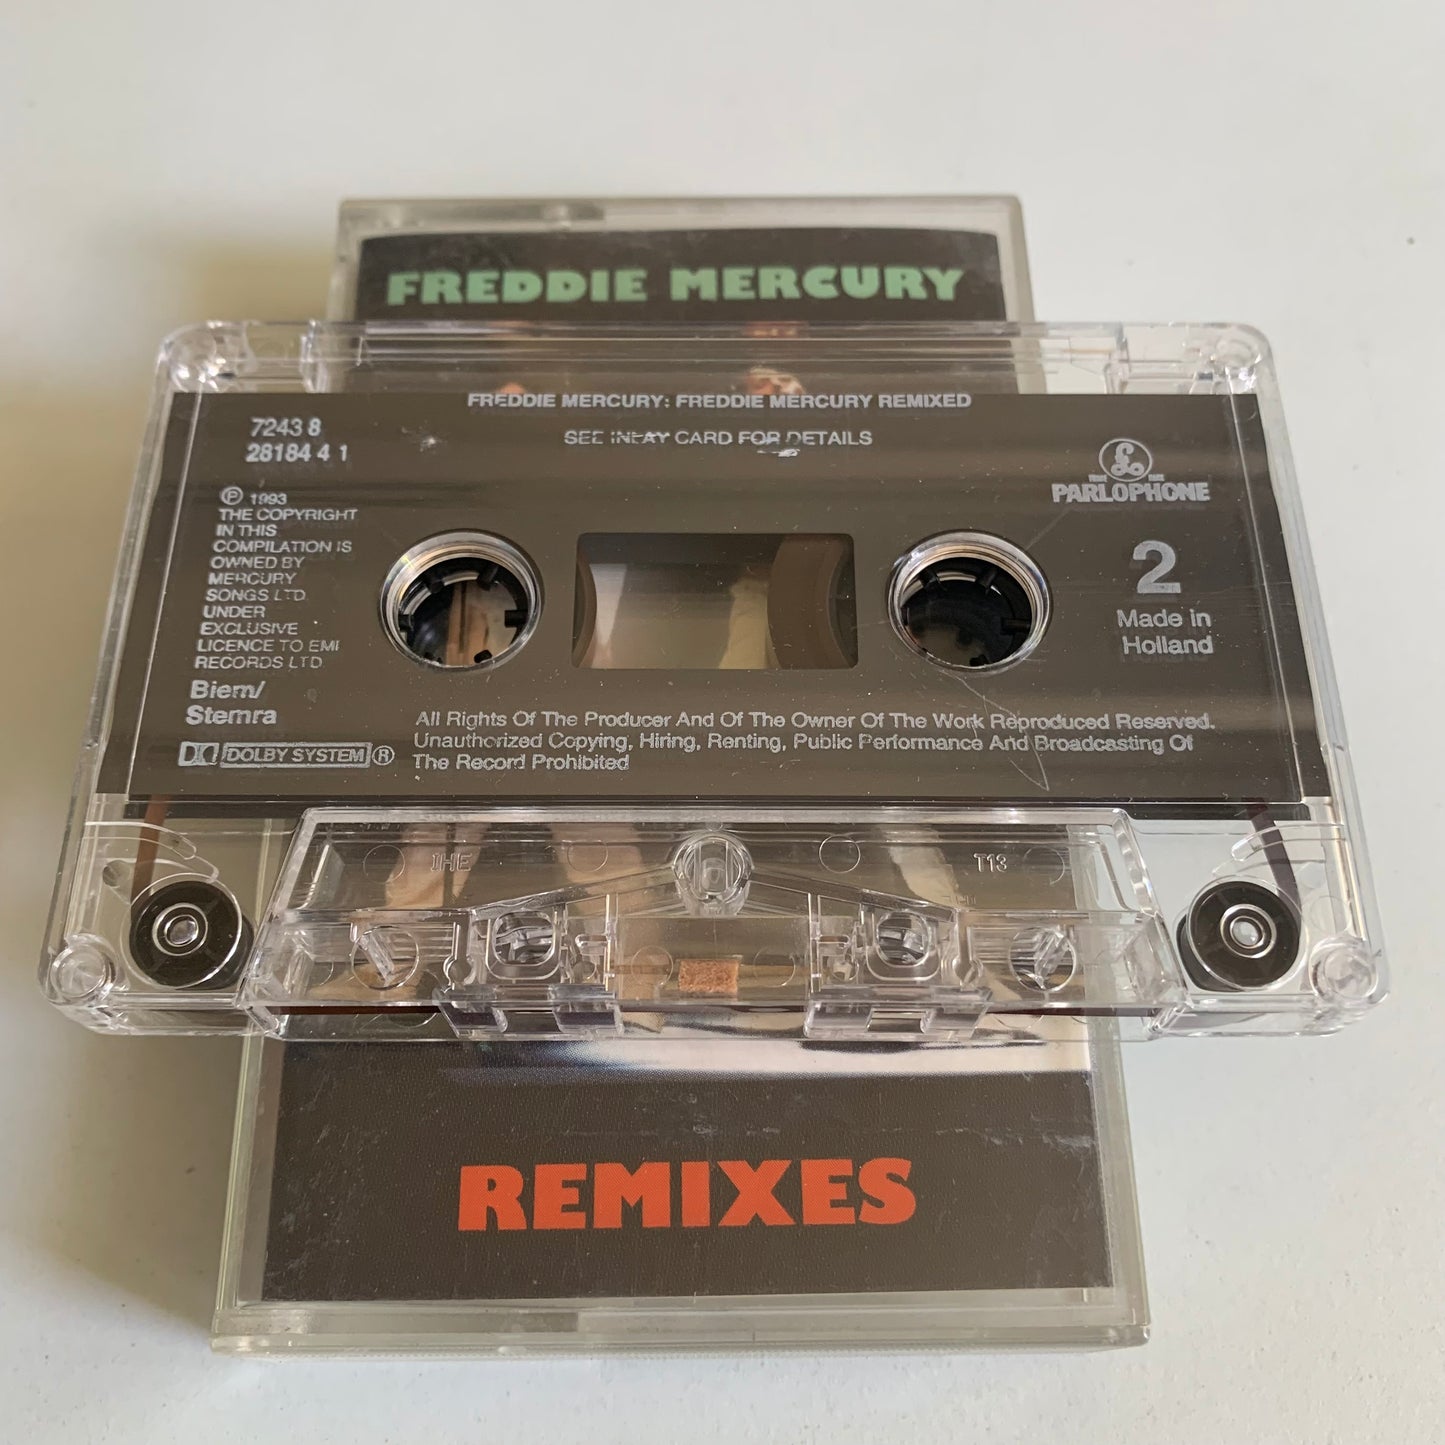 FREDDIE MERCURY
FREDDIE MERCURY: FREDDIE MERCURY REMIXED
SEE INLAY CARD FOR DETAILS
7243 8
28184 4 1
℗ 1993
THE COPYRIGHT
IN THIS
COMPILATION IS
OWNED BY
MERCURY
SONGS LTD.
UNDER
EXCLUSIVE
LICENCE TO EMI
RECORDS LTD
Biem/
Stemra
DOLBY SYSTEM ®
PARLOPHONE
2
Made in
Holland
All Rights Of The Producer And Of The Owner Of The Work Reproduced Reserved.
Unauthorized Copying, Hiring, Renting, Public Performance And Broadcasting Of
The Record Prohibited
T13
REMIXES